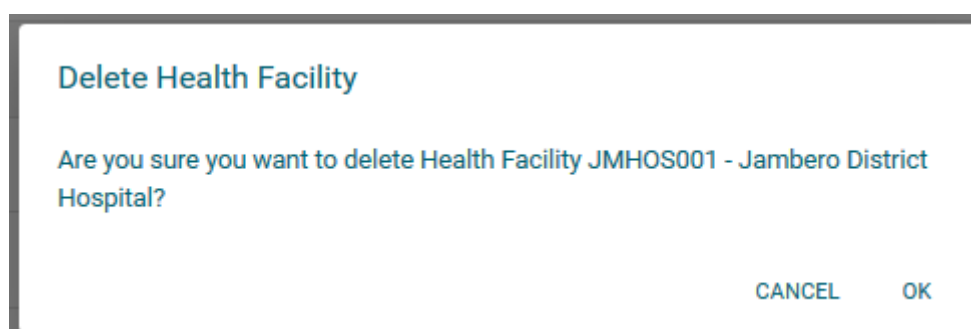 Delete Health Facility
Are you sure you want to delete Health Facility JMHOS001 - Jambero District
Hospital?
CANCEL OK